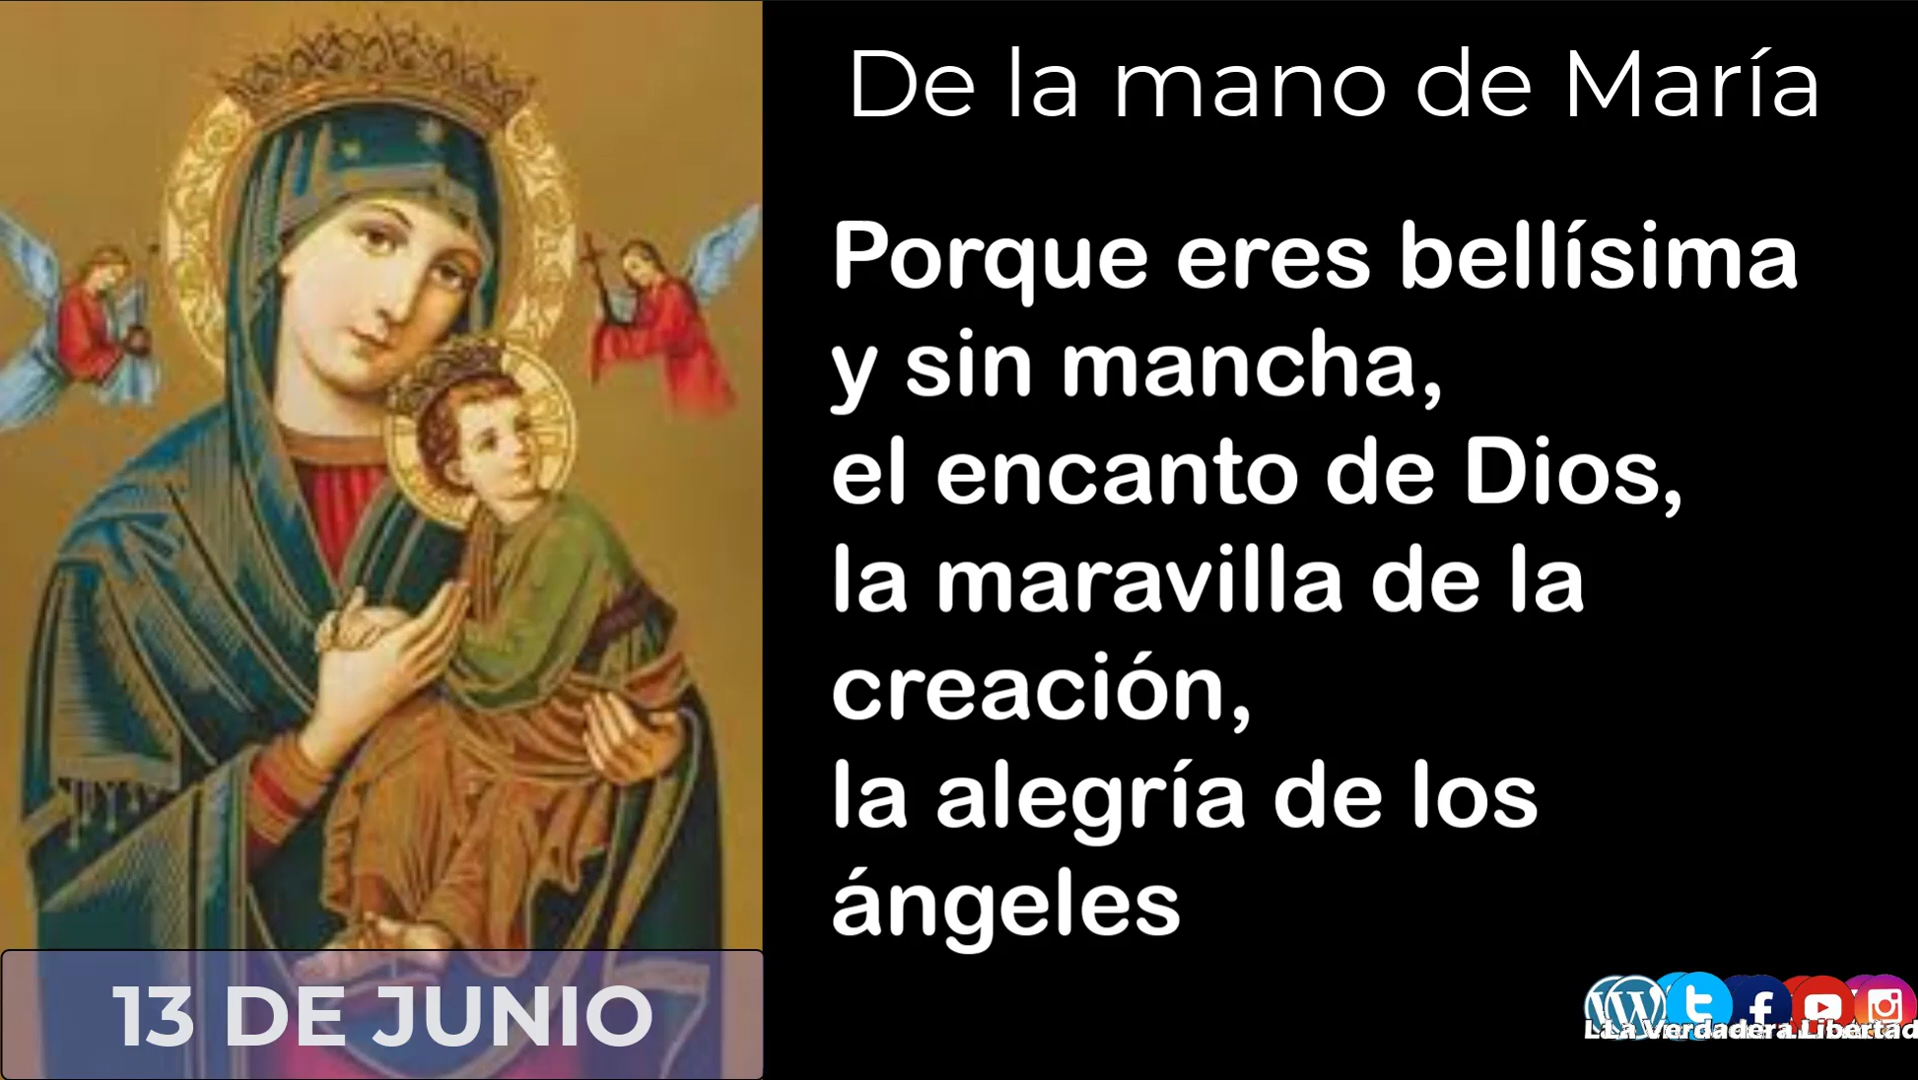 De la mano de María
Porque eres bellísima
y sin mancha,
el encanto de Dios,
la maravilla de la
creación,
la alegría de los
ángeles
13 DE JUNIO
La Verdadera Libertad